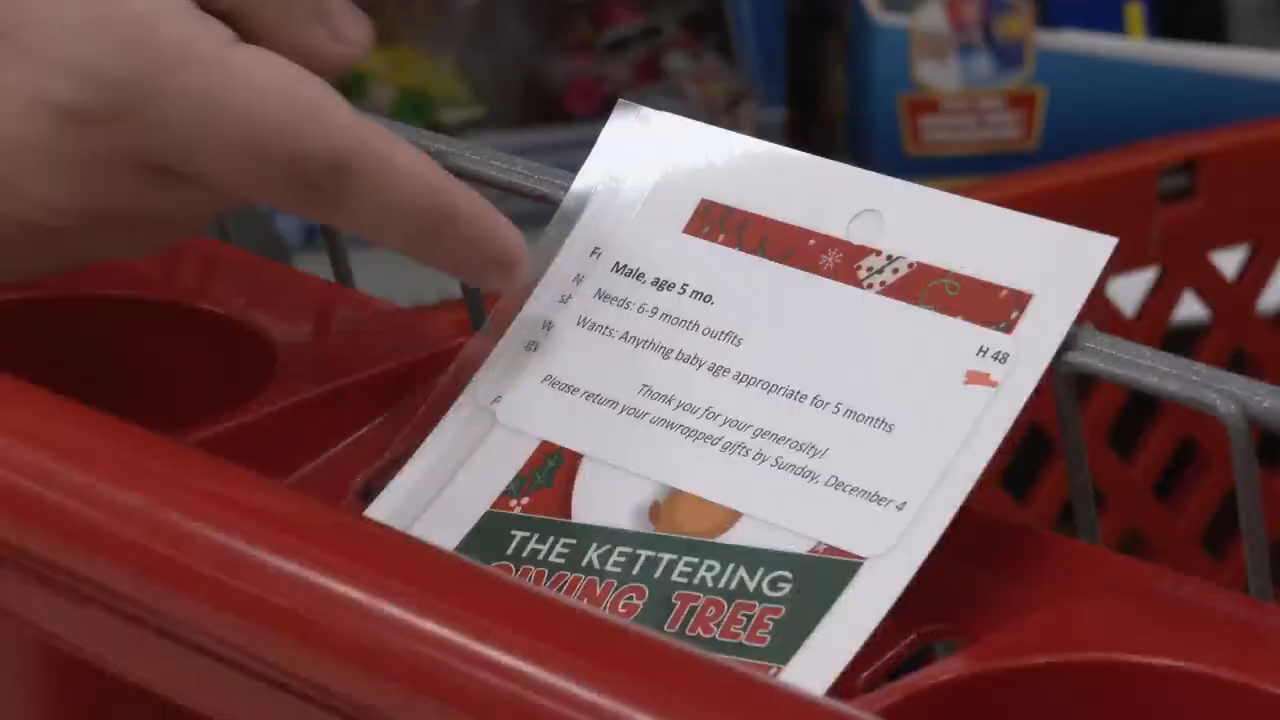 Male, age 5 mo.
Needs: 6-9 month outfits
Wants: Anything baby age appropriate for 5 months
H 48
Thank you for your generosity!
Please return your unwrapped gifts by Sunday, December 4
THE KETTERING
GIVING TREE